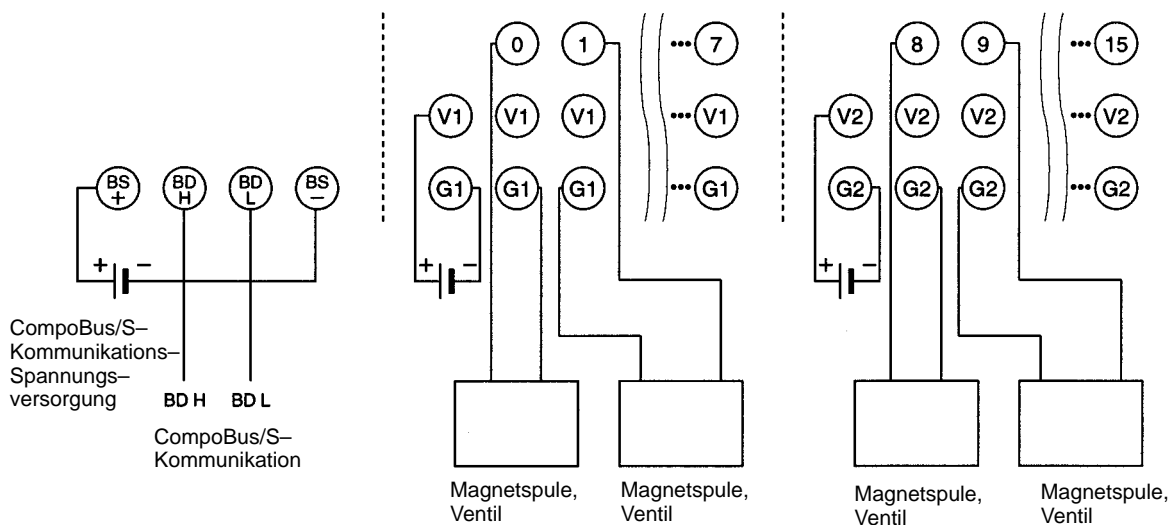 0 1 ••• 7
8 9 ••• 15
V1 V1 V1 ••• V1
V2 V2 V2 ••• V2
BS + BD H BD L BS −
G1 G1 G1 ••• G1
G2 G2 G2 ••• G2
+ −
+ −
+ −
CompoBus/S–
Kommunikations–
Spannungs–
versorgung
BD H BD L
CompoBus/S–
Kommunikation
Magnetspule,
Ventil
Magnetspule,
Ventil
Magnetspule,
Ventil
Magnetspule,
Ventil